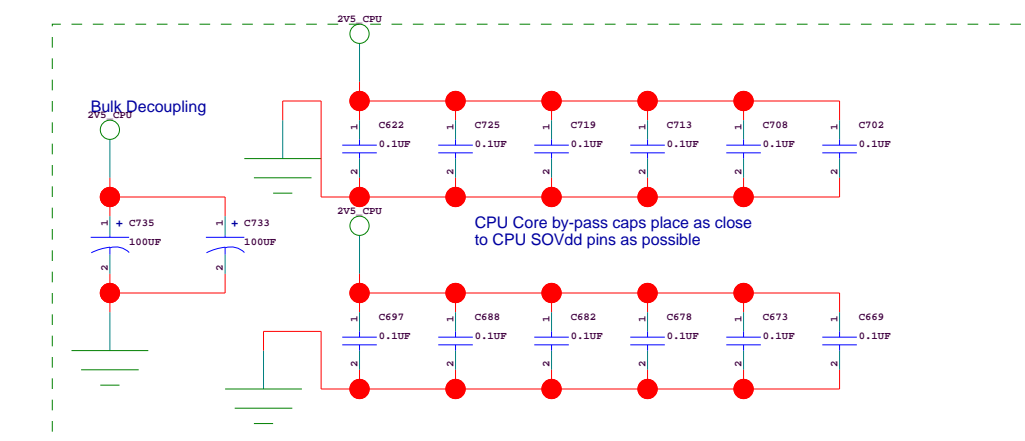 2V5_CPU
Bulk Decoupling
2V5_CPU
1 C622 1 C725 1 C719 1 C713 1 C708 1 C702
0.1UF 0.1UF 0.1UF 0.1UF 0.1UF 0.1UF
2 2 2 2 2 2
2V5_CPU
CPU Core by-pass caps place as close
to CPU SOVdd pins as possible
1 + C735 1 + C733
100UF 100UF
2 2
1 C697 1 C688 1 C682 1 C678 1 C673 1 C669
0.1UF 0.1UF 0.1UF 0.1UF 0.1UF 0.1UF
2 2 2 2 2 2